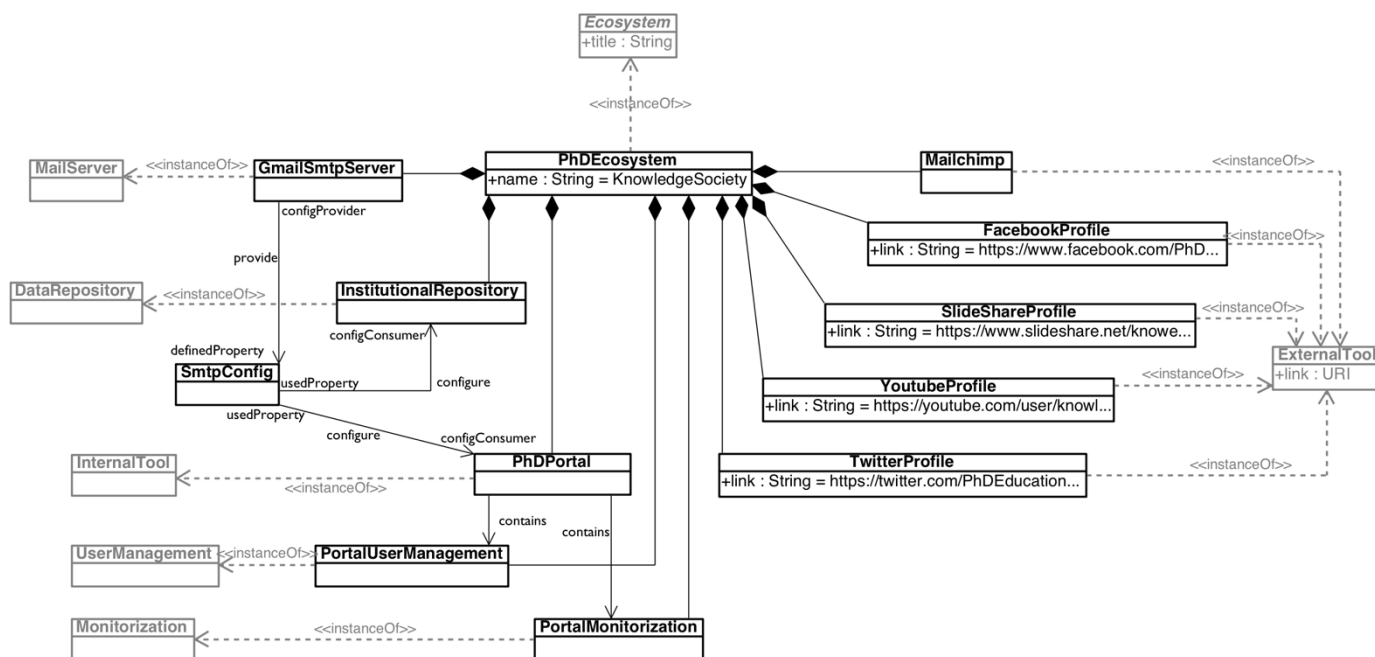 Ecosystem
+title : String
<<instanceOf>>
MailServer
<<instanceOf>>
GmailSmtpServer
PhDEcosystem
+name : String = KnowledgeSociety
Mailchimp
<<instanceOf>>
configProvider
provide
FacebookProfile
+link : String = https://www.facebook.com/PhD...
<<instanceOf>>
DataRepository
<<instanceOf>>
InstitutionalRepository
configConsumer
SlideShareProfile
+link : String = https://www.slideshare.net/knowe...
<<instanceOf>>
definedProperty
SmtpConfig
usedProperty
configure
usedProperty
configure
configConsumer
ExternalTool
+link : URI
YoutubeProfile
+link : String = https://youtube.com/user/knowl...
<<instanceOf>>
InternalTool
<<instanceOf>>
PhDPortal
TwitterProfile
+link : String = https://twitter.com/PhDEducation...
<<instanceOf>>
contains
contains
UserManagement
<<instanceOf>>
PortalUserManagement
Monitorization
<<instanceOf>>
PortalMonitorization